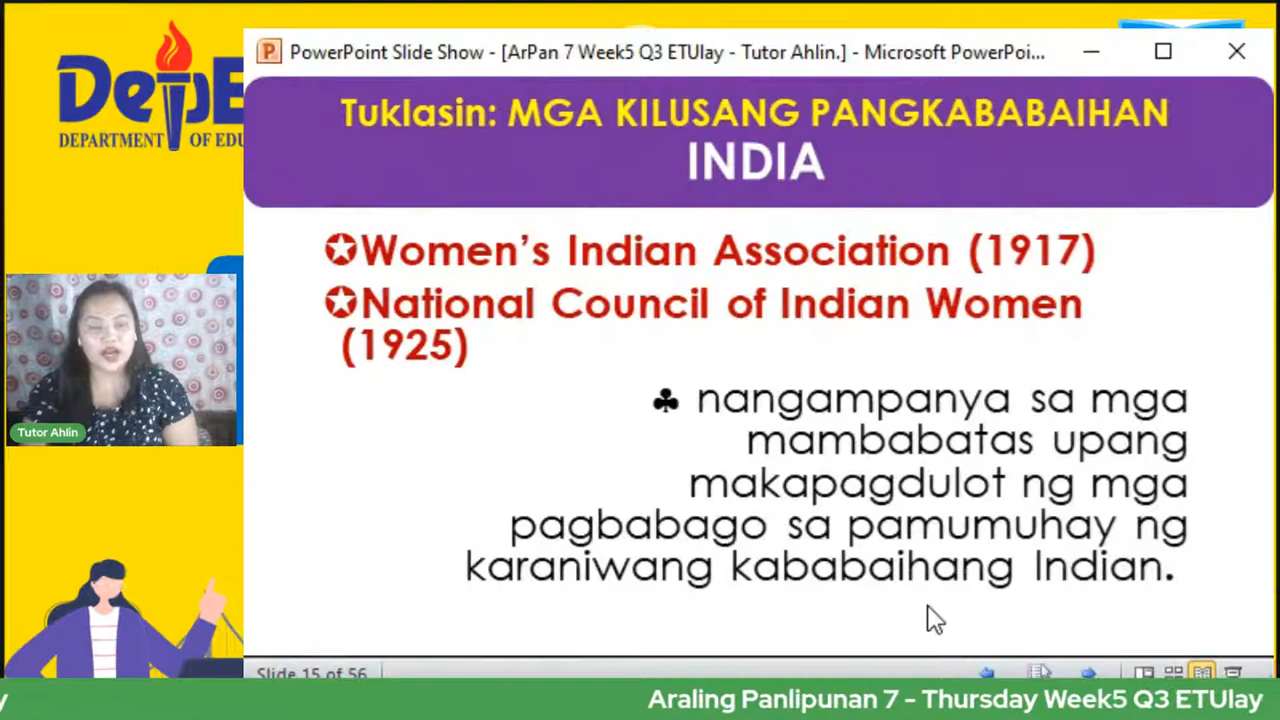 DepE
DEPARTMENT OF EDU
PowerPoint Slide Show - [ArPan 7 Week5 Q3 ETUlay - Tutor Ahlin.] - Microsoft PowerPoi...
Tuklasin: MGA KILUSANG PANGKABABAIHAN
INDIA
Women's Indian Association (1917)
National Council of Indian Women
(1925)
nangampanya sa mga
mambabatas upang
makapagdulot ng mga
pagbabago sa pamumuhay ng
karaniwang kababaihang Indian.
Tutor Ahlin
Slide 15 of 56
y
Araling Panlipunan 7 - Thursday Week5 Q3 ETUlay